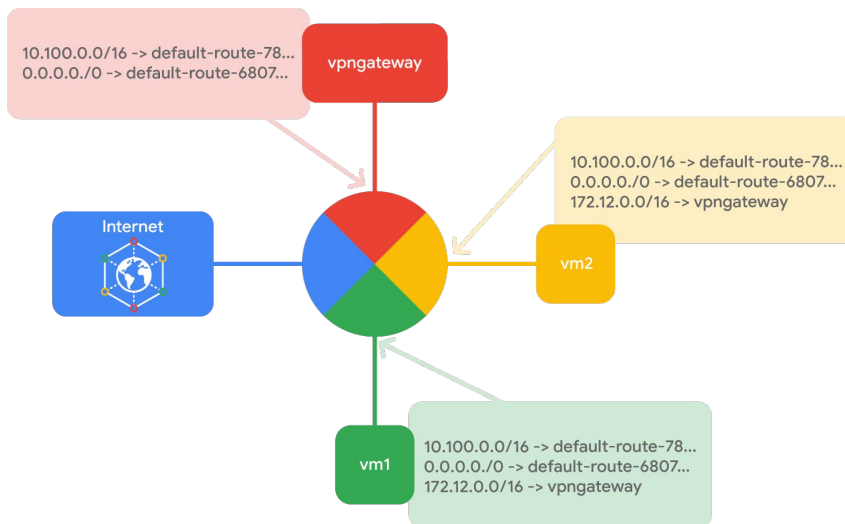 10.100.0.0/16 -> default-route-78...
0.0.0.0./0 -> default-route-6807...
vpngateway
10.100.0.0/16 -> default-route-78...
0.0.0.0./0 -> default-route-6807...
172.12.0.0/16 -> vpngateway
Internet
vm2
vm1
10.100.0.0/16 -> default-route-78...
0.0.0.0./0 -> default-route-6807...
172.12.0.0/16 -> vpngateway